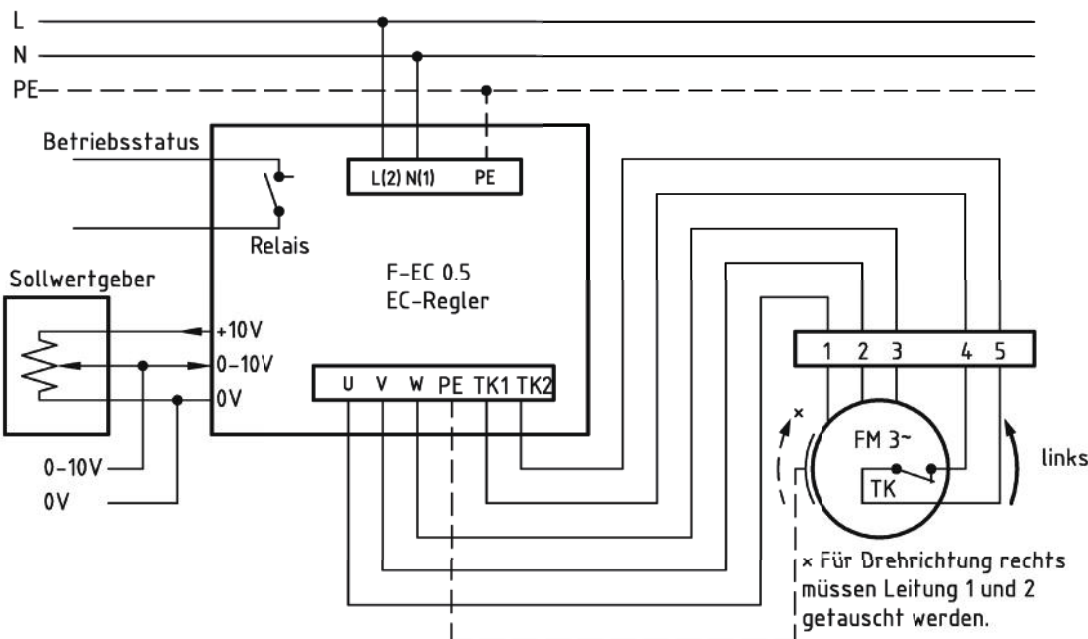 L
N
PE
Betriebsstatus
L(2) N(1) PE
Relais
F-EC 0.5
EC-Regler
Sollwertgeber
+10V
0-10V
0V
U V W PE TK1 TK2
0-10V
0V
1 2 3 4 5
×
FM 3~
TK
links
× Für Drehrichtung rechts
müssen Leitung 1 und 2
getauscht werden.